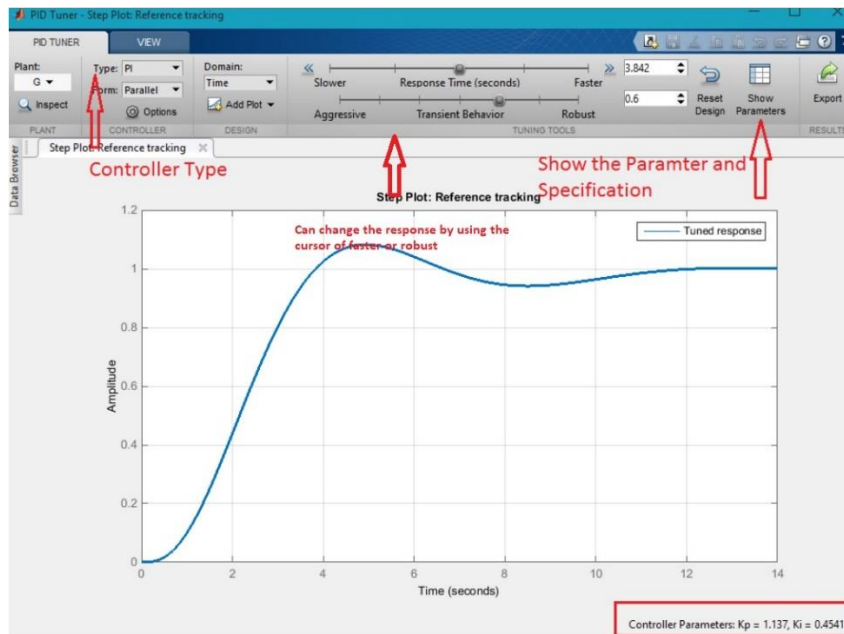 PID Tuner - Step Plot: Reference tracking
PID TUNER VIEW
Plant: Type: PI Domain: 3.842
G Form: Parallel Time Slower Response Time (seconds) Faster
Inspect Options Add Plot Aggressive Transient Behavior Robust 0.6 Reset Design Show Parameters Export
PLANT CONTROLLER DESIGN TUNING TOOLS RESULTS
Data Browser
Step Plot: Reference tracking
Controller Type
Show the Paramter and
Specification
Step Plot: Reference tracking
Can change the response by using the
cursor of faster or robust
Tuned response
Amplitude
1.2
1
0.8
0.6
0.4
0.2
0
0 2 4 6 8 10 12 14
Time (seconds)
Controller Parameters: Kp = 1.137, Ki = 0.4541